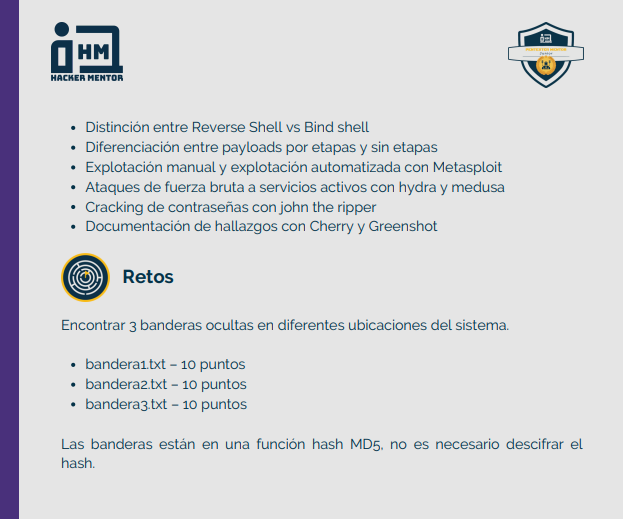 HM
HACKER MENTOR
• Distinción entre Reverse Shell vs Bind shell
• Diferenciación entre payloads por etapas y sin etapas
• Explotación manual y explotación automatizada con Metasploit
• Ataques de fuerza bruta a servicios activos con hydra y medusa
• Cracking de contraseñas con john the ripper
• Documentación de hallazgos con Cherry y Greenshot
Retos
Encontrar 3 banderas ocultas en diferentes ubicaciones del sistema.
• bandera1.txt – 10 puntos
• bandera2.txt – 10 puntos
• bandera3.txt – 10 puntos
Las banderas están en una función hash MD5, no es necesario descifrar el
hash.